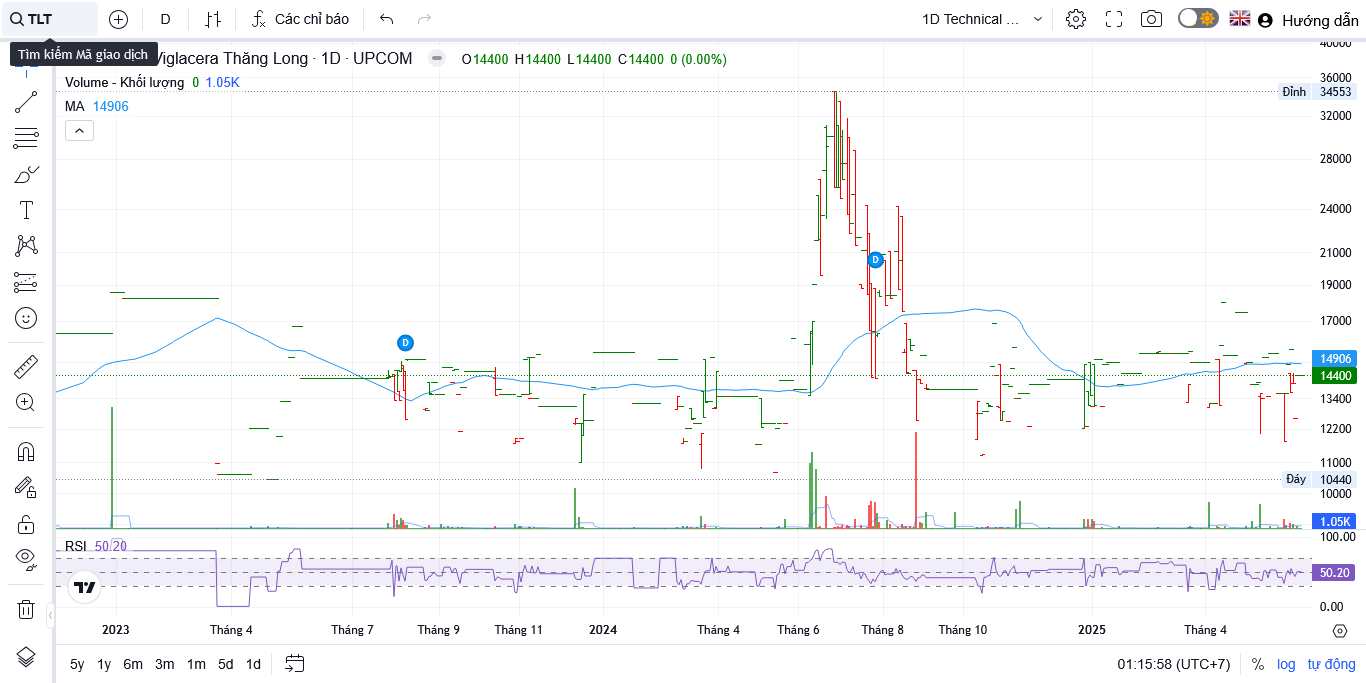 TLT
D
Các chỉ báo
1D Technical ...
Hướng dẫn
Tìm kiếm Mã giao dịch
Viglacera Thăng Long · 1D · UPCOM
O14400 H14400 L14400 C14400 0 (0.00%)
Volume - Khối lượng 0 1.05K
MA 14906
40000
36000
Đỉnh 34553
32000
28000
24000
21000
19000
17000
14906
14400
13400
12200
11000
Đáy 10440
10000
1.05K
D
D
RSI 50.20
100.00
50.20
0.00
2023 Tháng 4 Tháng 7 Tháng 9 Tháng 11 2024 Tháng 4 Tháng 6 Tháng 8 Tháng 10 2025 Tháng 4
5y 1y 6m 3m 1m 5d 1d
01:15:58 (UTC+7) % log tự động